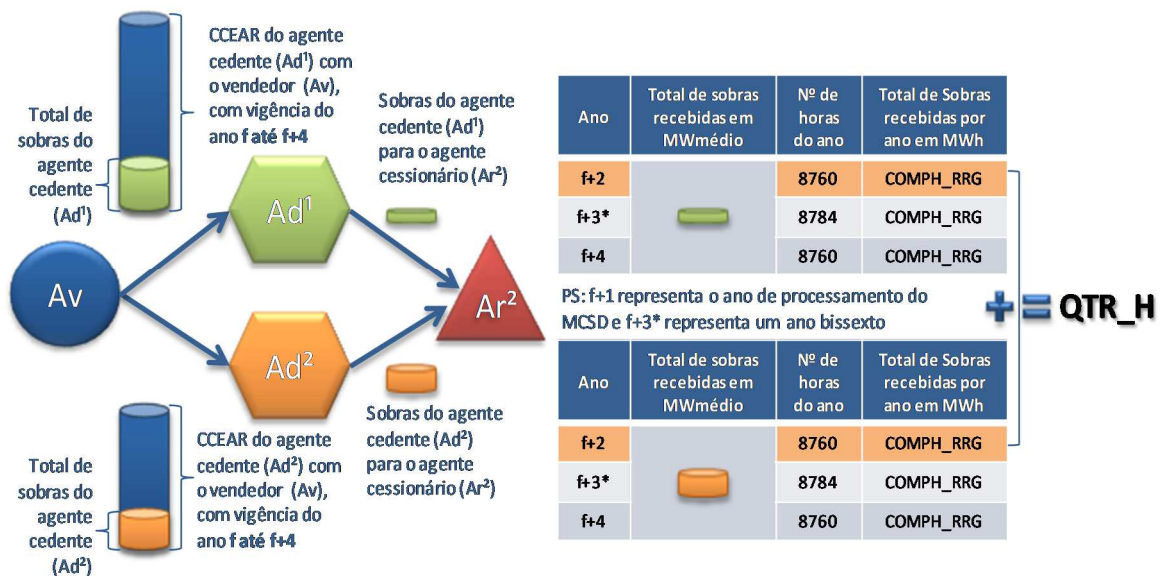 CCEAR do agente
cedente (Ad¹) com
o vendedor (Av),
com vigência do
ano f até f+4
Total de
sobras do
agente
cedente
(Ad¹)
Sobras do agente
cedente (Ad¹)
para o agente
cessionário (Ar²)
Ad¹
Av
Ar²
Ad²
Sobras do agente
cedente (Ad²)
para o agente
cessionário (Ar²)
CCEAR do agente
cedente (Ad²) com
o vendedor (Av),
com vigência do
ano f até f+4
Total de
sobras do
agente
cedente
(Ad²)
Ano
Total de sobras
recebidas em
MWmédio
Nº de
horas
do ano
Total de Sobras
recebidas por
ano em MWh
f+2 8760 COMPH_RRG
f+3* 8784 COMPH_RRG
f+4 8760 COMPH_RRG
PS: f+1 representa o ano de processamento do
MCSD e f+3* representa um ano bissexto
QTR_H
Ano
Total de sobras
recebidas em
MWmédio
Nº de
horas
do ano
Total de Sobras
recebidas por
ano em MWh
f+2 8760 COMPH_RRG
f+3* 8784 COMPH_RRG
f+4 8760 COMPH_RRG